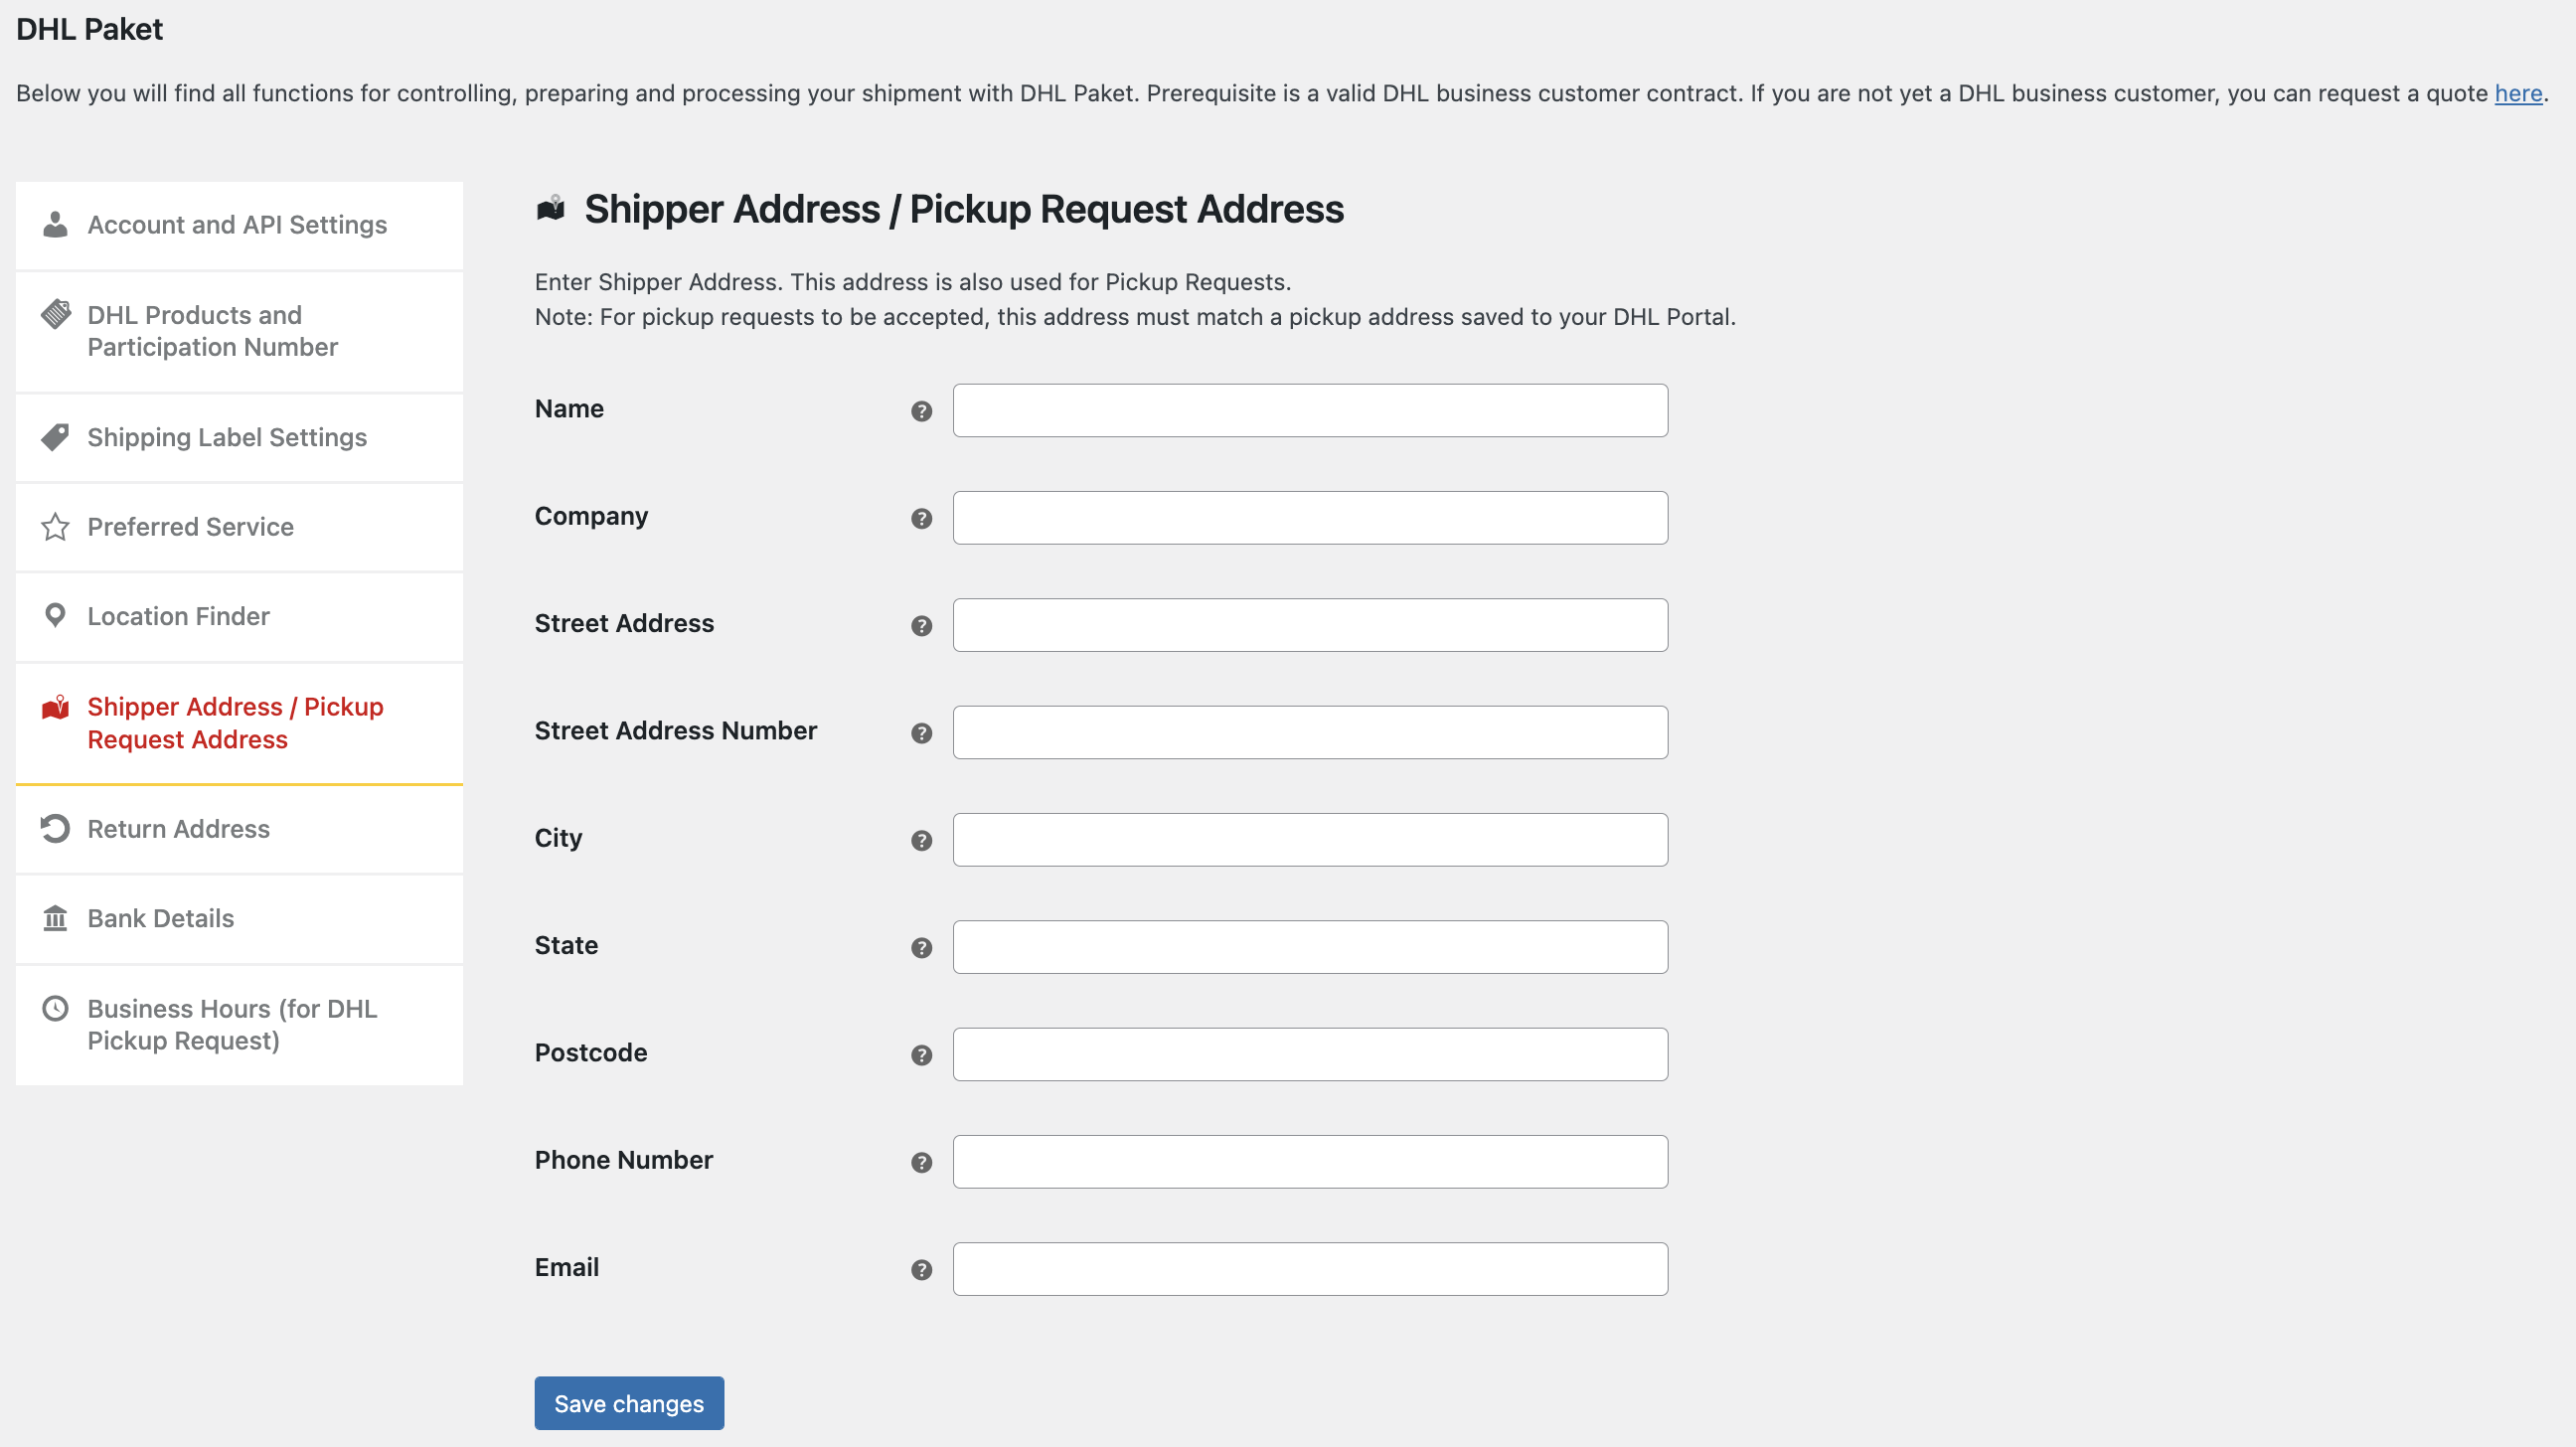 DHL Paket
Below you will find all functions for controlling, preparing and processing your shipment with DHL Paket. Prerequisite is a valid DHL business customer contract. If you are not yet a DHL business customer, you can request a quote here.
Account and API Settings
DHL Products and
Participation Number
Shipping Label Settings
Preferred Service
Location Finder
Shipper Address / Pickup
Request Address
Return Address
Bank Details
Business Hours (for DHL
Pickup Request)
Shipper Address / Pickup Request Address
Enter Shipper Address. This address is also used for Pickup Requests.
Note: For pickup requests to be accepted, this address must match a pickup address saved to your DHL Portal.
Name
Company
Street Address
Street Address Number
City
State
Postcode
Phone Number
Email
Save changes